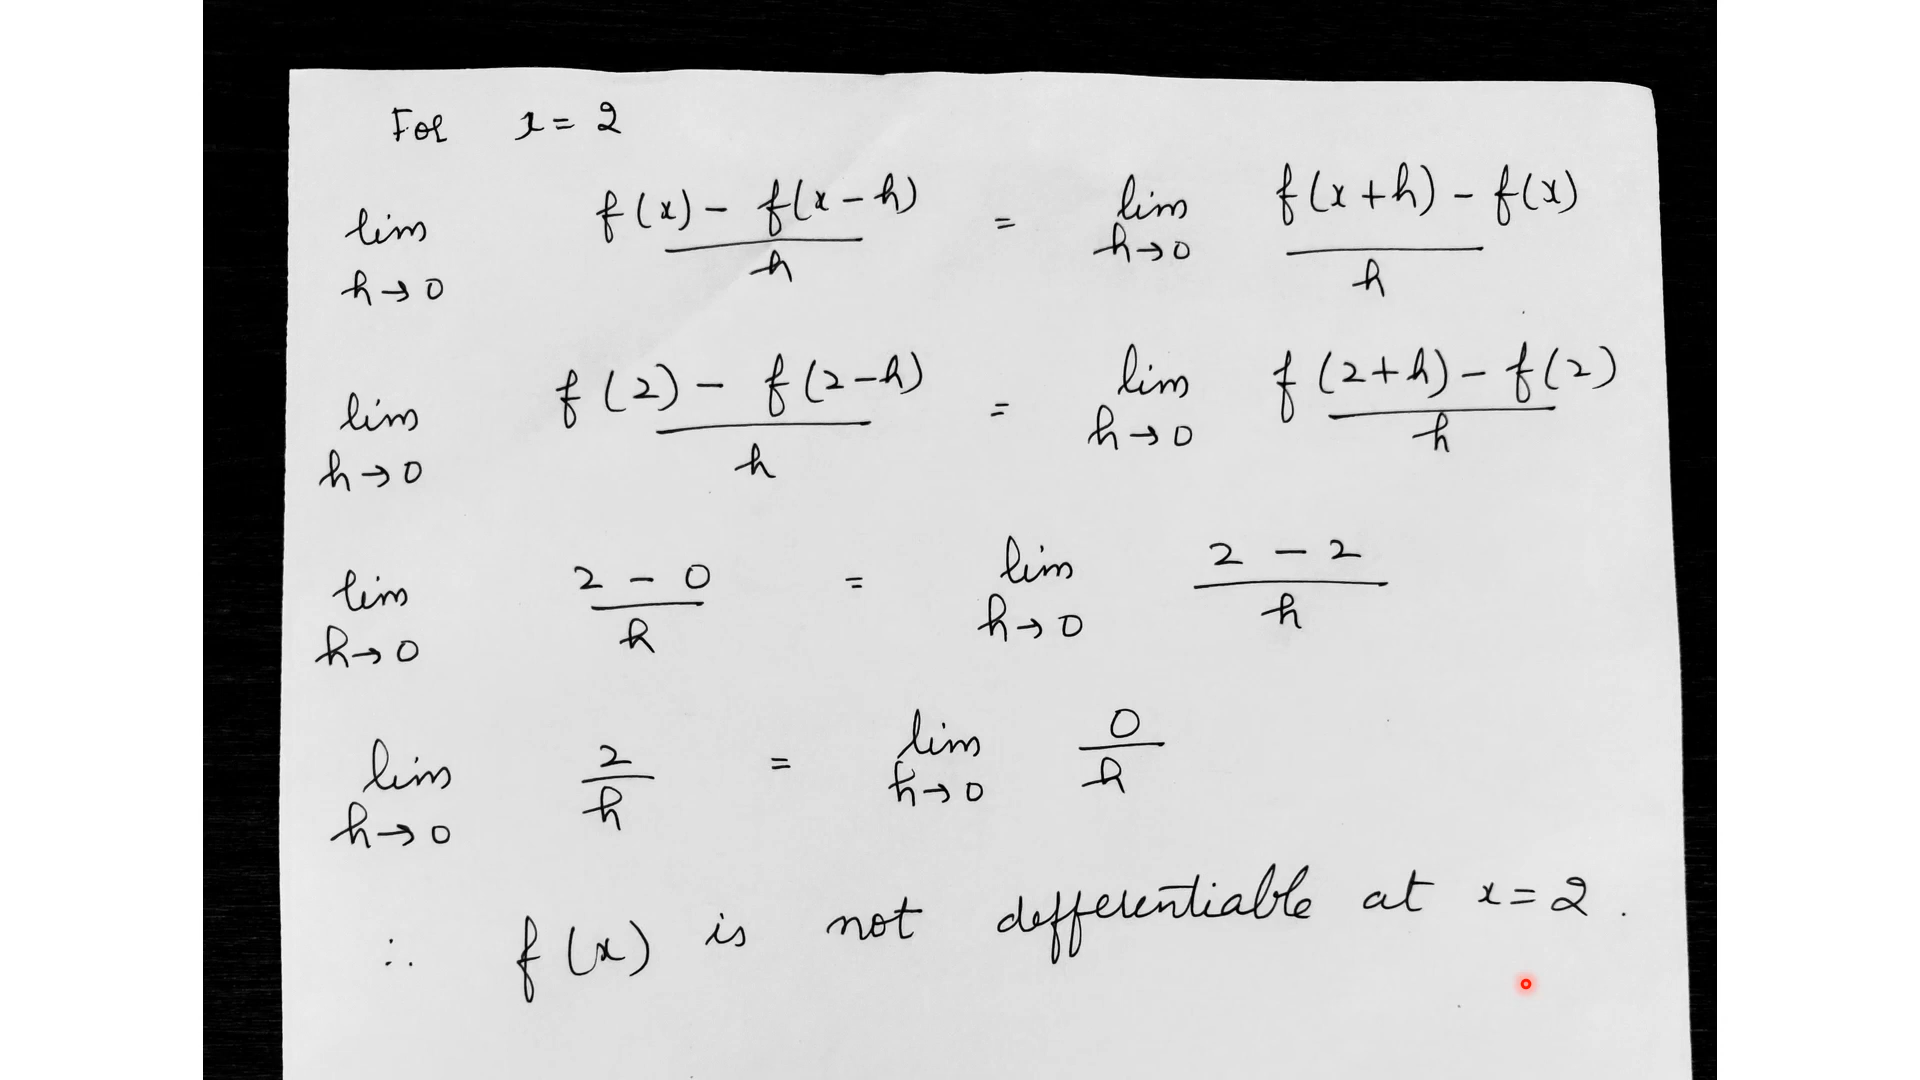 For x = 2
lim h→0 f(x) - f(x-h) / h = lim h→0 f(x+h) - f(x) / h
lim h→0 f(2) - f(2-h) / h = lim h→0 f(2+h) - f(2) / h
lim h→0 2 - 0 / h = lim h→0 2 - 2 / h
lim h→0 2 / h = lim h→0 0 / h
∴ f(x) is not differentiable at x = 2.